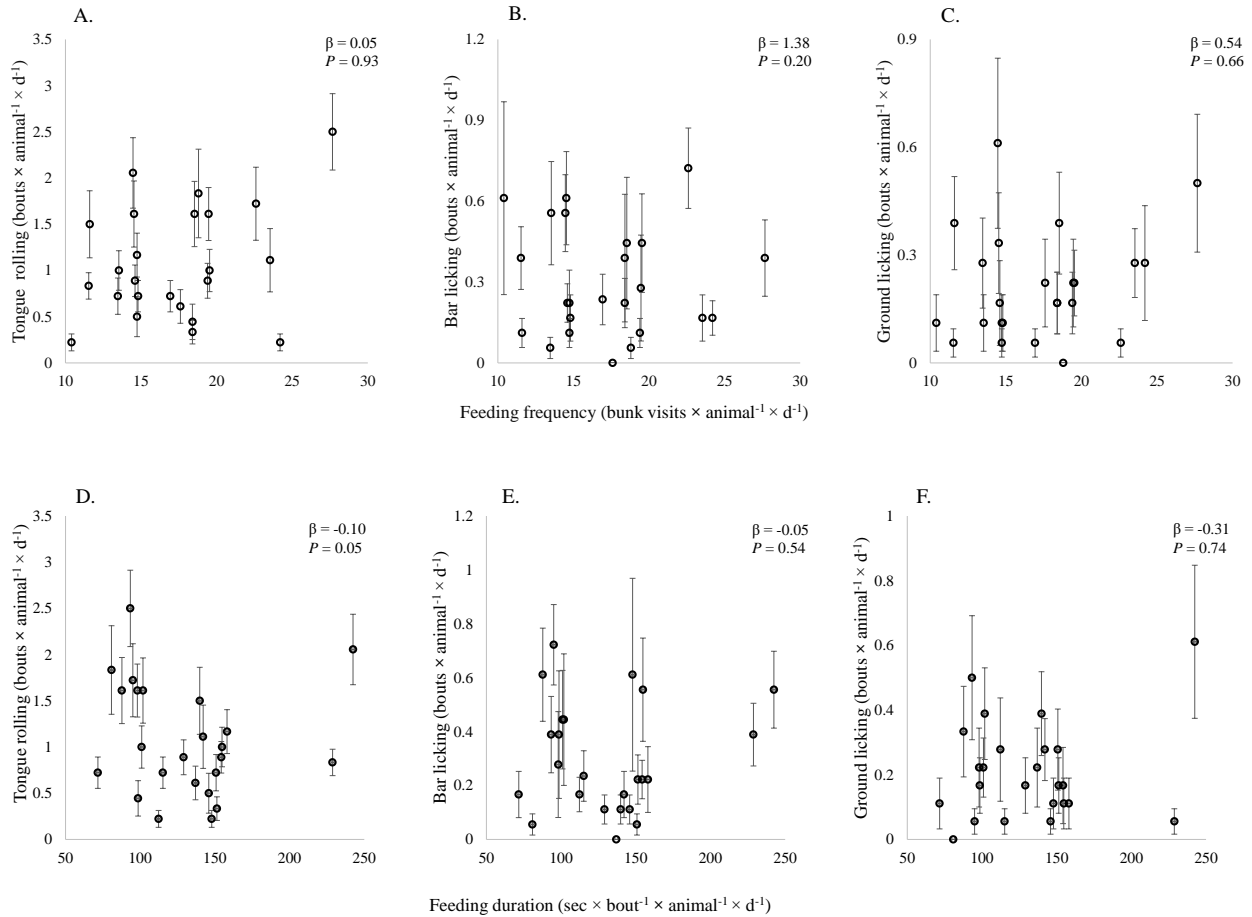 A.
B.
C.
β = 0.05
P = 0.93
β = 1.38
P = 0.20
β = 0.54
P = 0.66
Tongue rolling (bouts × animal⁻¹ × d⁻¹)
3.5
3
2.5
2
1.5
1
0.5
0
10 15 20 25 30
Bar licking (bouts × animal⁻¹ × d⁻¹)
1.2
0.9
0.6
0.3
0
10 15 20 25 30
Ground licking (bouts × animal⁻¹ × d⁻¹)
0.9
0.6
0.3
0
10 15 20 25 30
Feeding frequency (bunk visits × animal⁻¹ × d⁻¹)
D.
E.
F.
β = -0.10
P = 0.05
β = -0.05
P = 0.54
β = -0.31
P = 0.74
Tongue rolling (bouts × animal⁻¹ × d⁻¹)
3.5
3
2.5
2
1.5
1
0.5
0
50 100 150 200 250
Bar licking (bouts × animal⁻¹ × d⁻¹)
1.2
1
0.8
0.6
0.4
0.2
0
50 100 150 200 250
Ground licking (bouts × animal⁻¹ × d⁻¹)
1
0.8
0.6
0.4
0.2
0
50 100 150 200 250
Feeding duration (sec × bout⁻¹ × animal⁻¹ × d⁻¹)